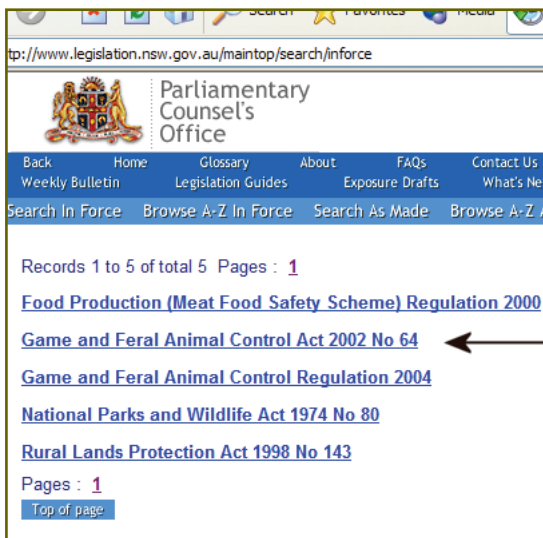 Search Favorites Media
tp://www.legislation.nsw.gov.au/maintop/search/inforce
Parliamentary
Counsel's
Office
Back Home Glossary About FAQs Contact Us
Weekly Bulletin Legislation Guides Exposure Drafts What's Ne
Search In Force Browse A-Z In Force Search As Made Browse A-Z A
Records 1 to 5 of total 5 Pages : 1
Food Production (Meat Food Safety Scheme) Regulation 2000
Game and Feral Animal Control Act 2002 No 64
Game and Feral Animal Control Regulation 2004
National Parks and Wildlife Act 1974 No 80
Rural Lands Protection Act 1998 No 143
Pages : 1
Top of page